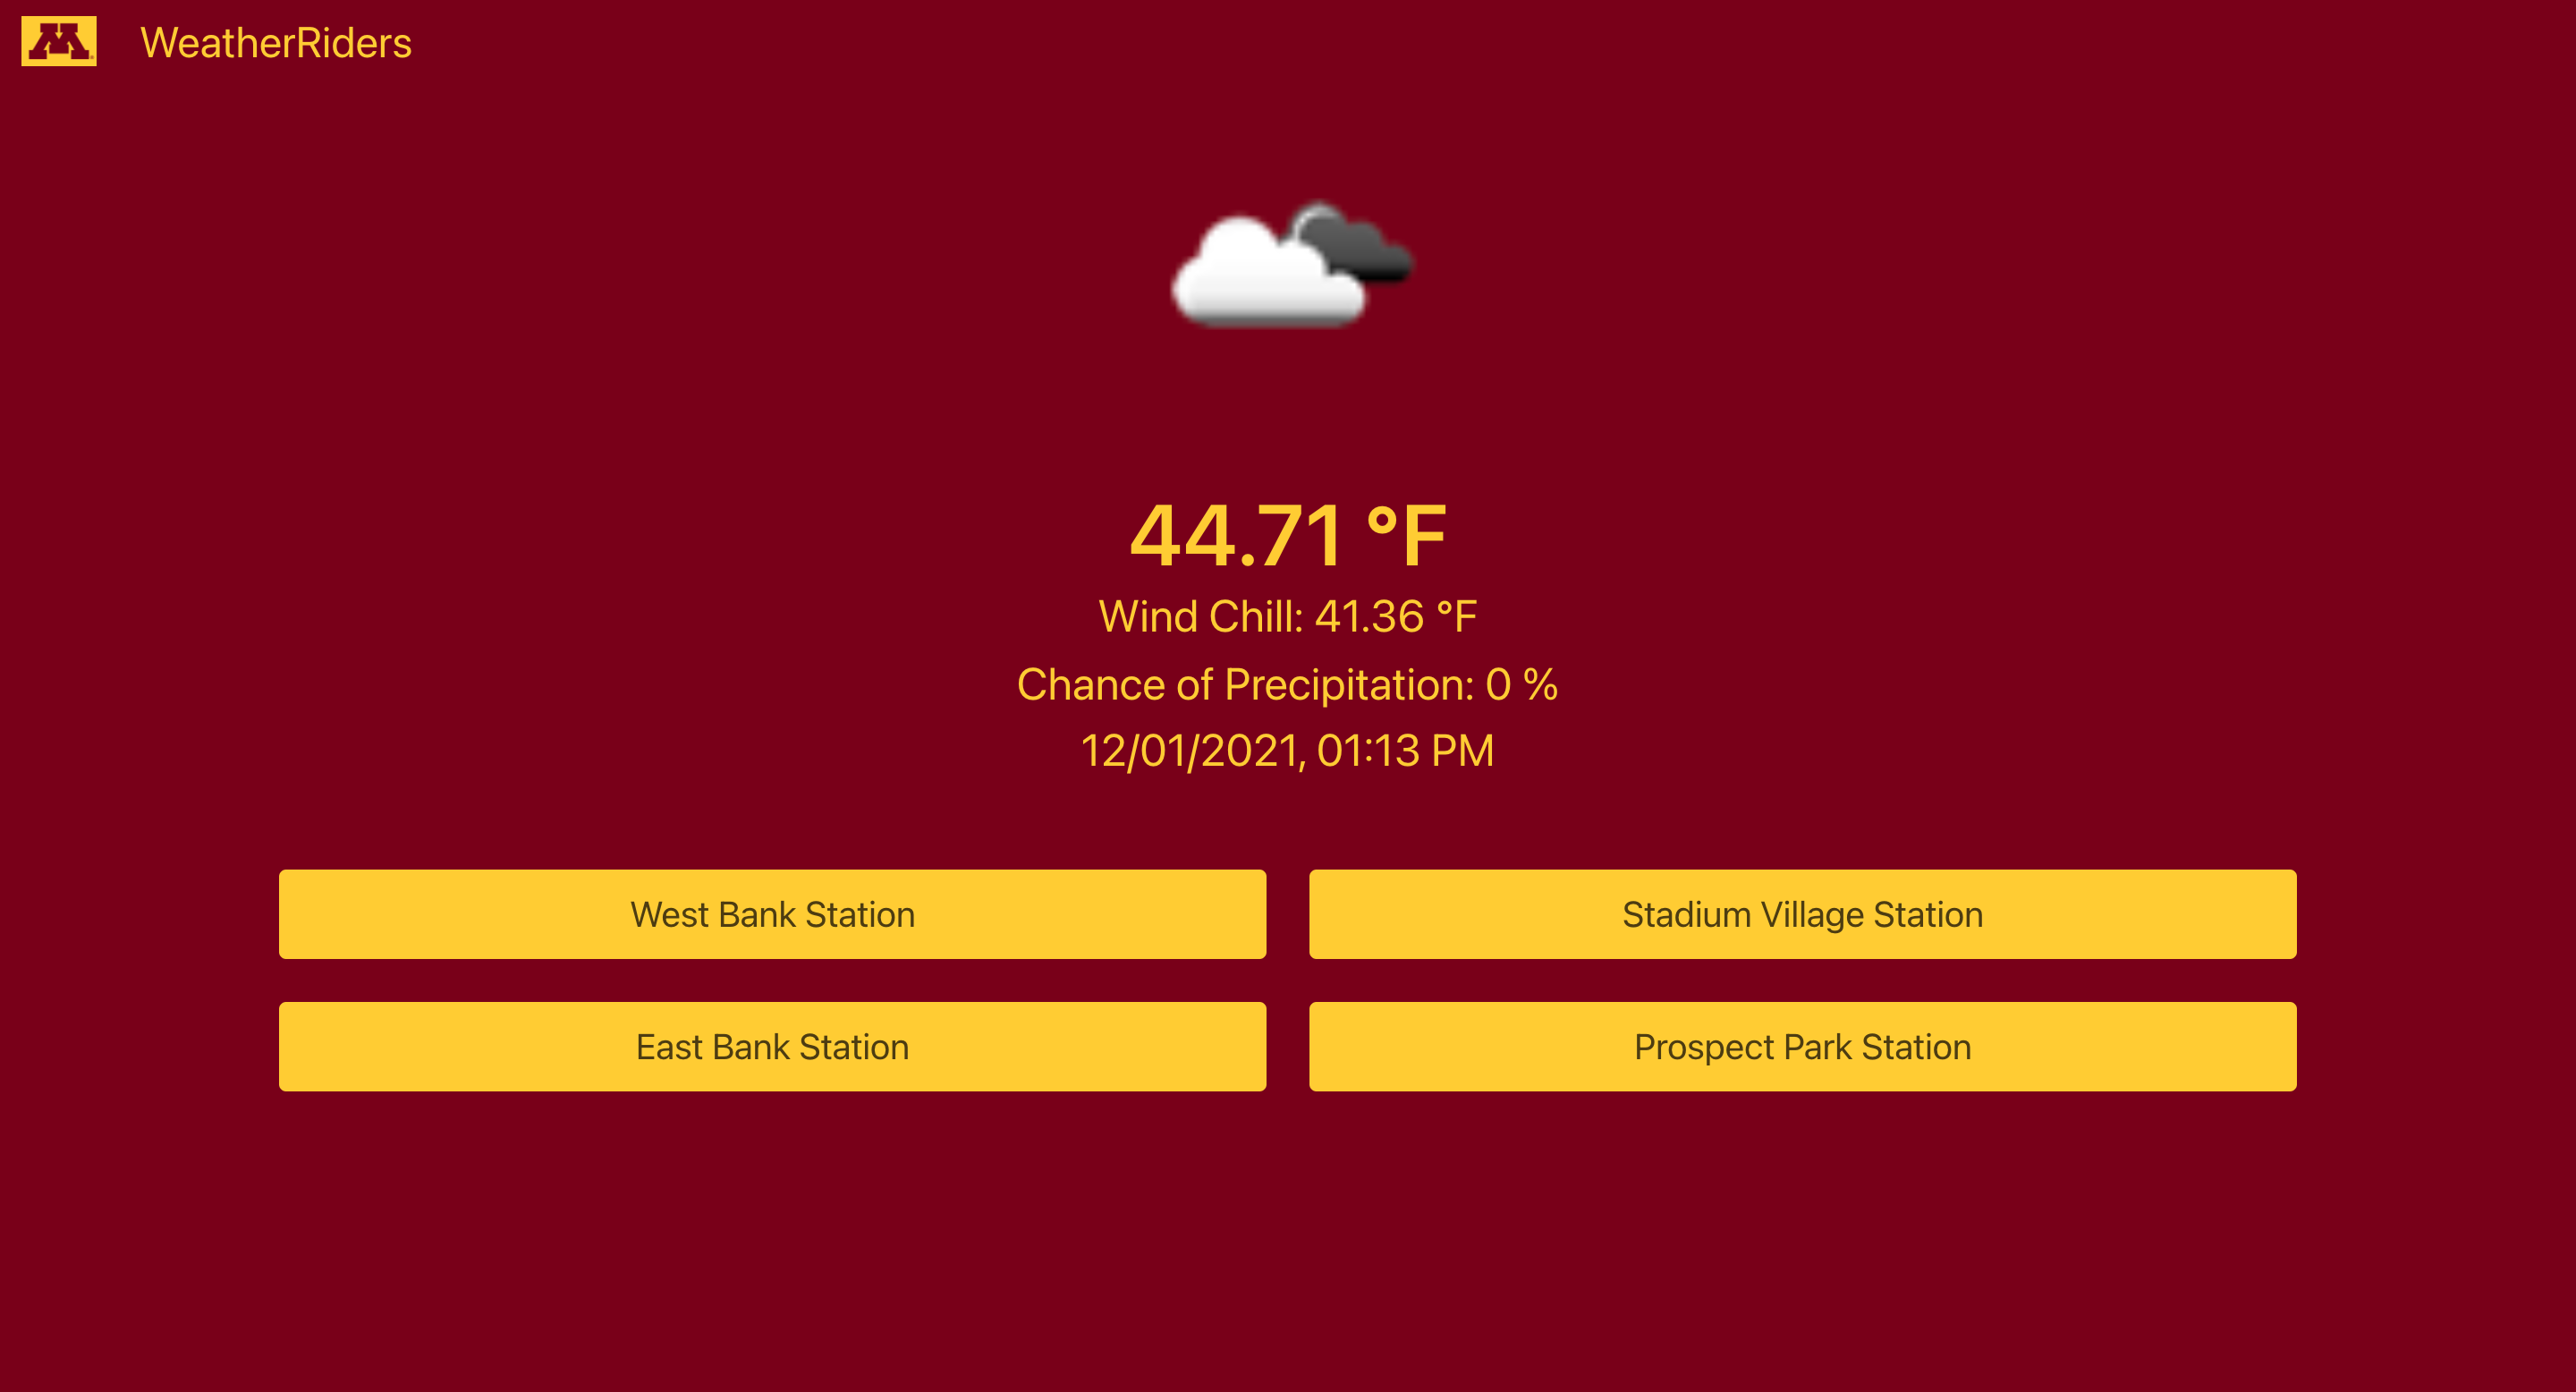 M
WeatherRiders
44.71 °F
Wind Chill: 41.36 °F
Chance of Precipitation: 0 %
12/01/2021, 01:13 PM
West Bank Station
Stadium Village Station
East Bank Station
Prospect Park Station